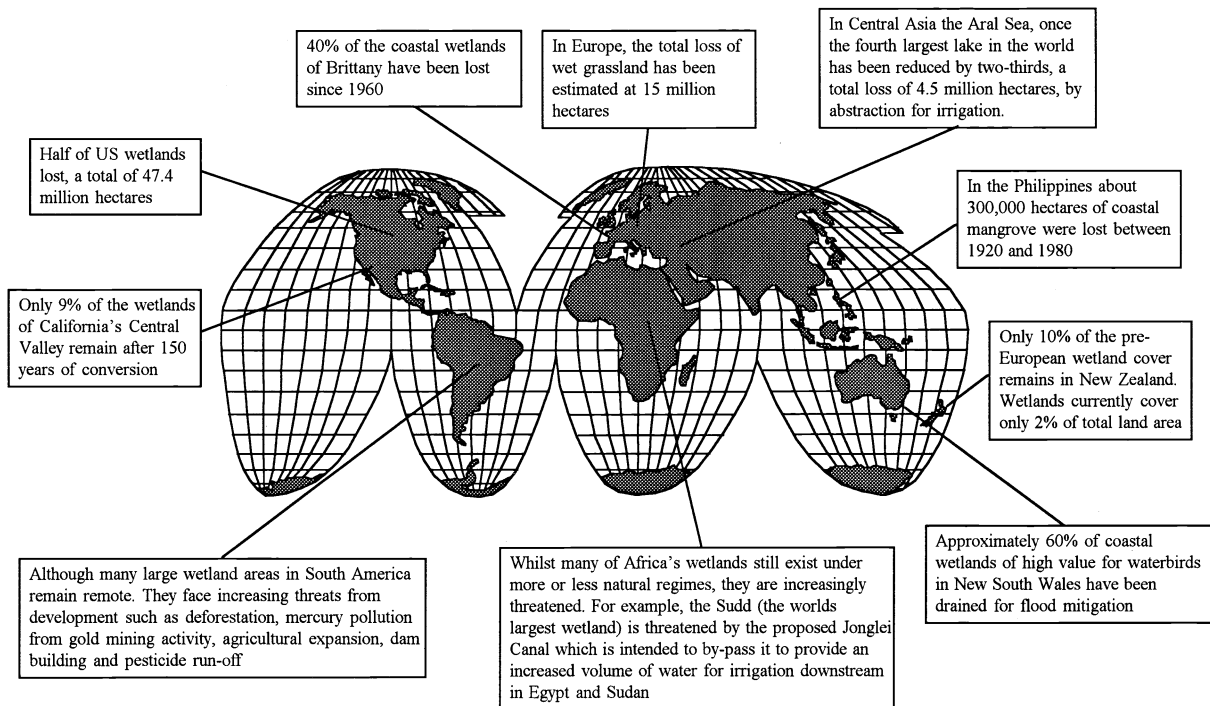 40% of the coastal wetlands
of Brittany have been lost
since 1960
In Europe, the total loss of
wet grassland has been
estimated at 15 million
hectares
In Central Asia the Aral Sea, once
the fourth largest lake in the world
has been reduced by two-thirds, a
total loss of 4.5 million hectares, by
abstraction for irrigation.
Half of US wetlands
lost, a total of 47.4
million hectares
In the Philippines about
300,000 hectares of coastal
mangrove were lost between
1920 and 1980
Only 9% of the wetlands
of California's Central
Valley remain after 150
years of conversion
Only 10% of the pre-
European wetland cover
remains in New Zealand.
Wetlands currently cover
only 2% of total land area
Although many large wetland areas in South America
remain remote. They face increasing threats from
development such as deforestation, mercury pollution
from gold mining activity, agricultural expansion, dam
building and pesticide run-off
Whilst many of Africa's wetlands still exist under
more or less natural regimes, they are increasingly
threatened. For example, the Sudd (the worlds
largest wetland) is threatened by the proposed Jonglei
Canal which is intended to by-pass it to provide an
increased volume of water for irrigation downstream
in Egypt and Sudan
Approximately 60% of coastal
wetlands of high value for waterbirds
in New South Wales have been
drained for flood mitigation